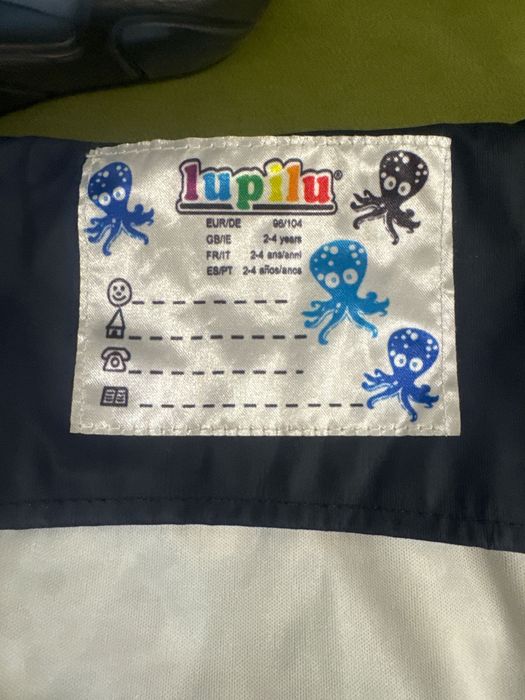 lupilu®
EUR/DE 98/104
GB/IE 2-4 years
FR/IT 2-4 ans/anni
ES/PT 2-4 años/anos